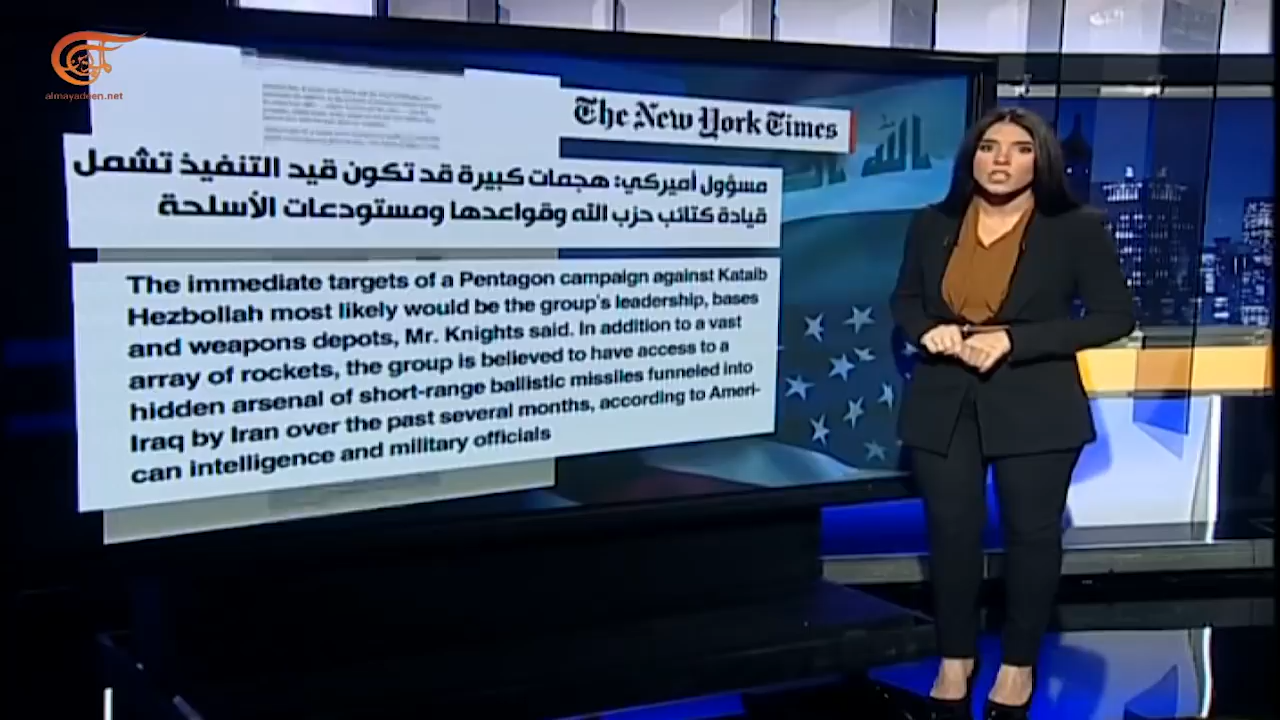 almayadeen.net
The New York Times
مسؤول أميركي: هجمات كبيرة قد تكون قيد التنفيذ تشمل
قيادة كتائب حزب الله وقواعدها ومستودعات الأسلحة
The immediate targets of a Pentagon campaign against Kataib
Hezbollah most likely would be the group's leadership, bases
and weapons depots, Mr. Knights said. In addition to a vast
array of rockets, the group is believed to have access to a
hidden arsenal of short-range ballistic missiles funneled into
Iraq by Iran over the past several months, according to Ameri-
can intelligence and military officials